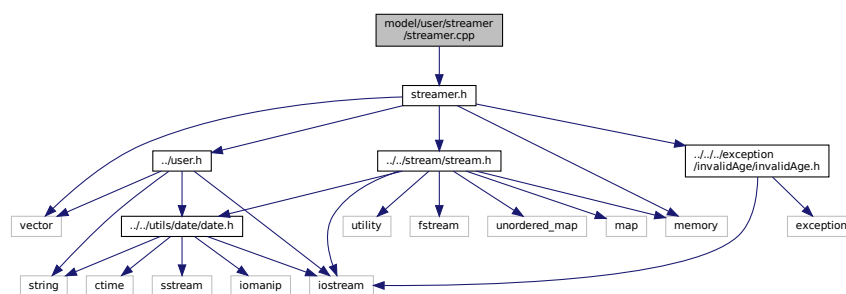 model/user/streamer
/streamer.cpp
streamer.h
../user.h
../../stream/stream.h
../../../exception
/invalidAge/invalidAge.h
vector
../../utils/date/date.h
utility
fstream
unordered_map
map
memory
exception
string
ctime
sstream
iomanip
iostream